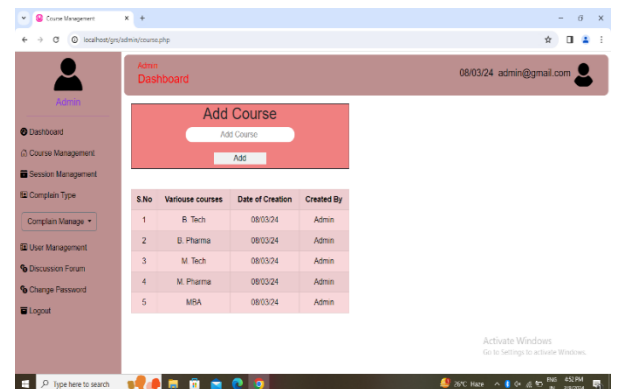 Course Management
localhost/gm/admin/course.php
Admin
Dashboard
08/03/24 admin@gmail.com
Admin
Dashboard
Course Management
Session Management
Complain Type
Complain Manage
User Management
Discussion Forum
Change Password
Logout
Add Course
Add Course
Add
S.No Variouse courses Date of Creation Created By
1 B. Tech 08/03/24 Admin
2 B. Pharma 08/03/24 Admin
3 M. Tech 08/03/24 Admin
4 M. Pharma 08/03/24 Admin
5 MBA 08/03/24 Admin
Activate Windows
Go to Settings to activate Windows.
Type here to search
26°C Haze
ENG 4:52 PM
IN